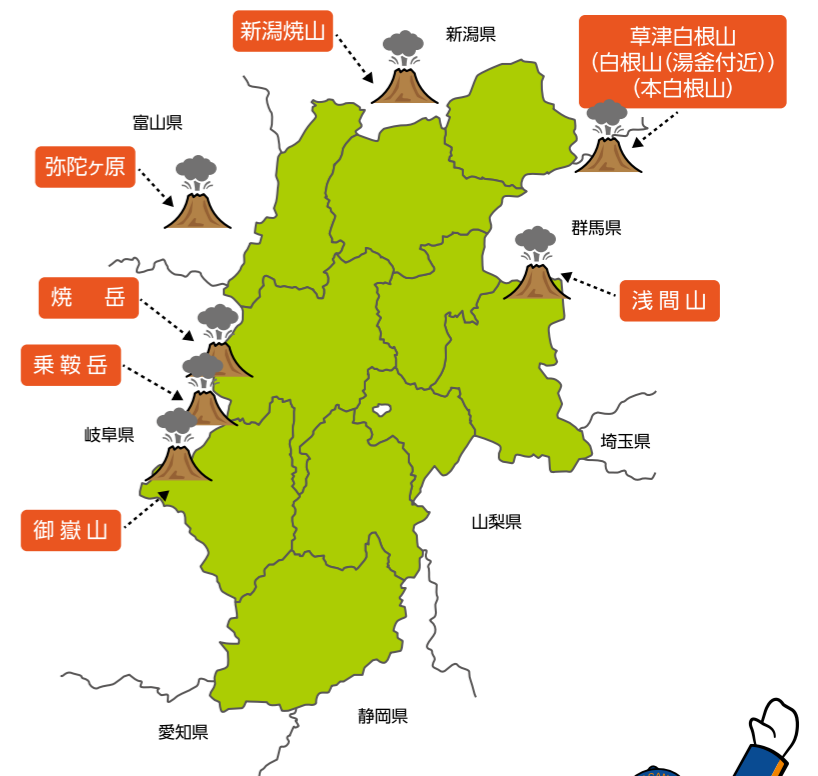 新潟焼山
新潟県
草津白根山
(白根山(湯釜付近))
(本白根山)
富山県
弥陀ヶ原
群馬県
焼　岳
浅間山
乗鞍岳
岐阜県
埼玉県
御嶽山
山梨県
静岡県
愛知県